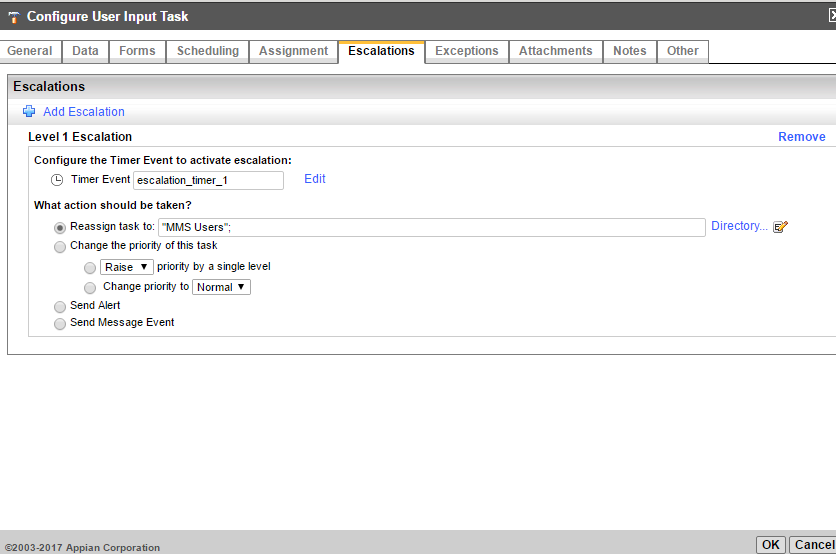 Configure User Input Task
General Data Forms Scheduling Assignment Escalations Exceptions Attachments Notes Other
Escalations
Add Escalation
Level 1 Escalation Remove
Configure the Timer Event to activate escalation:
Timer Event escalation_timer_1 Edit
What action should be taken?
Reassign task to: "MMS Users"; Directory...
Change the priority of this task
Raise ▼ priority by a single level
Change priority to Normal ▼
Send Alert
Send Message Event
©2003-2017 Appian Corporation OK Cancel